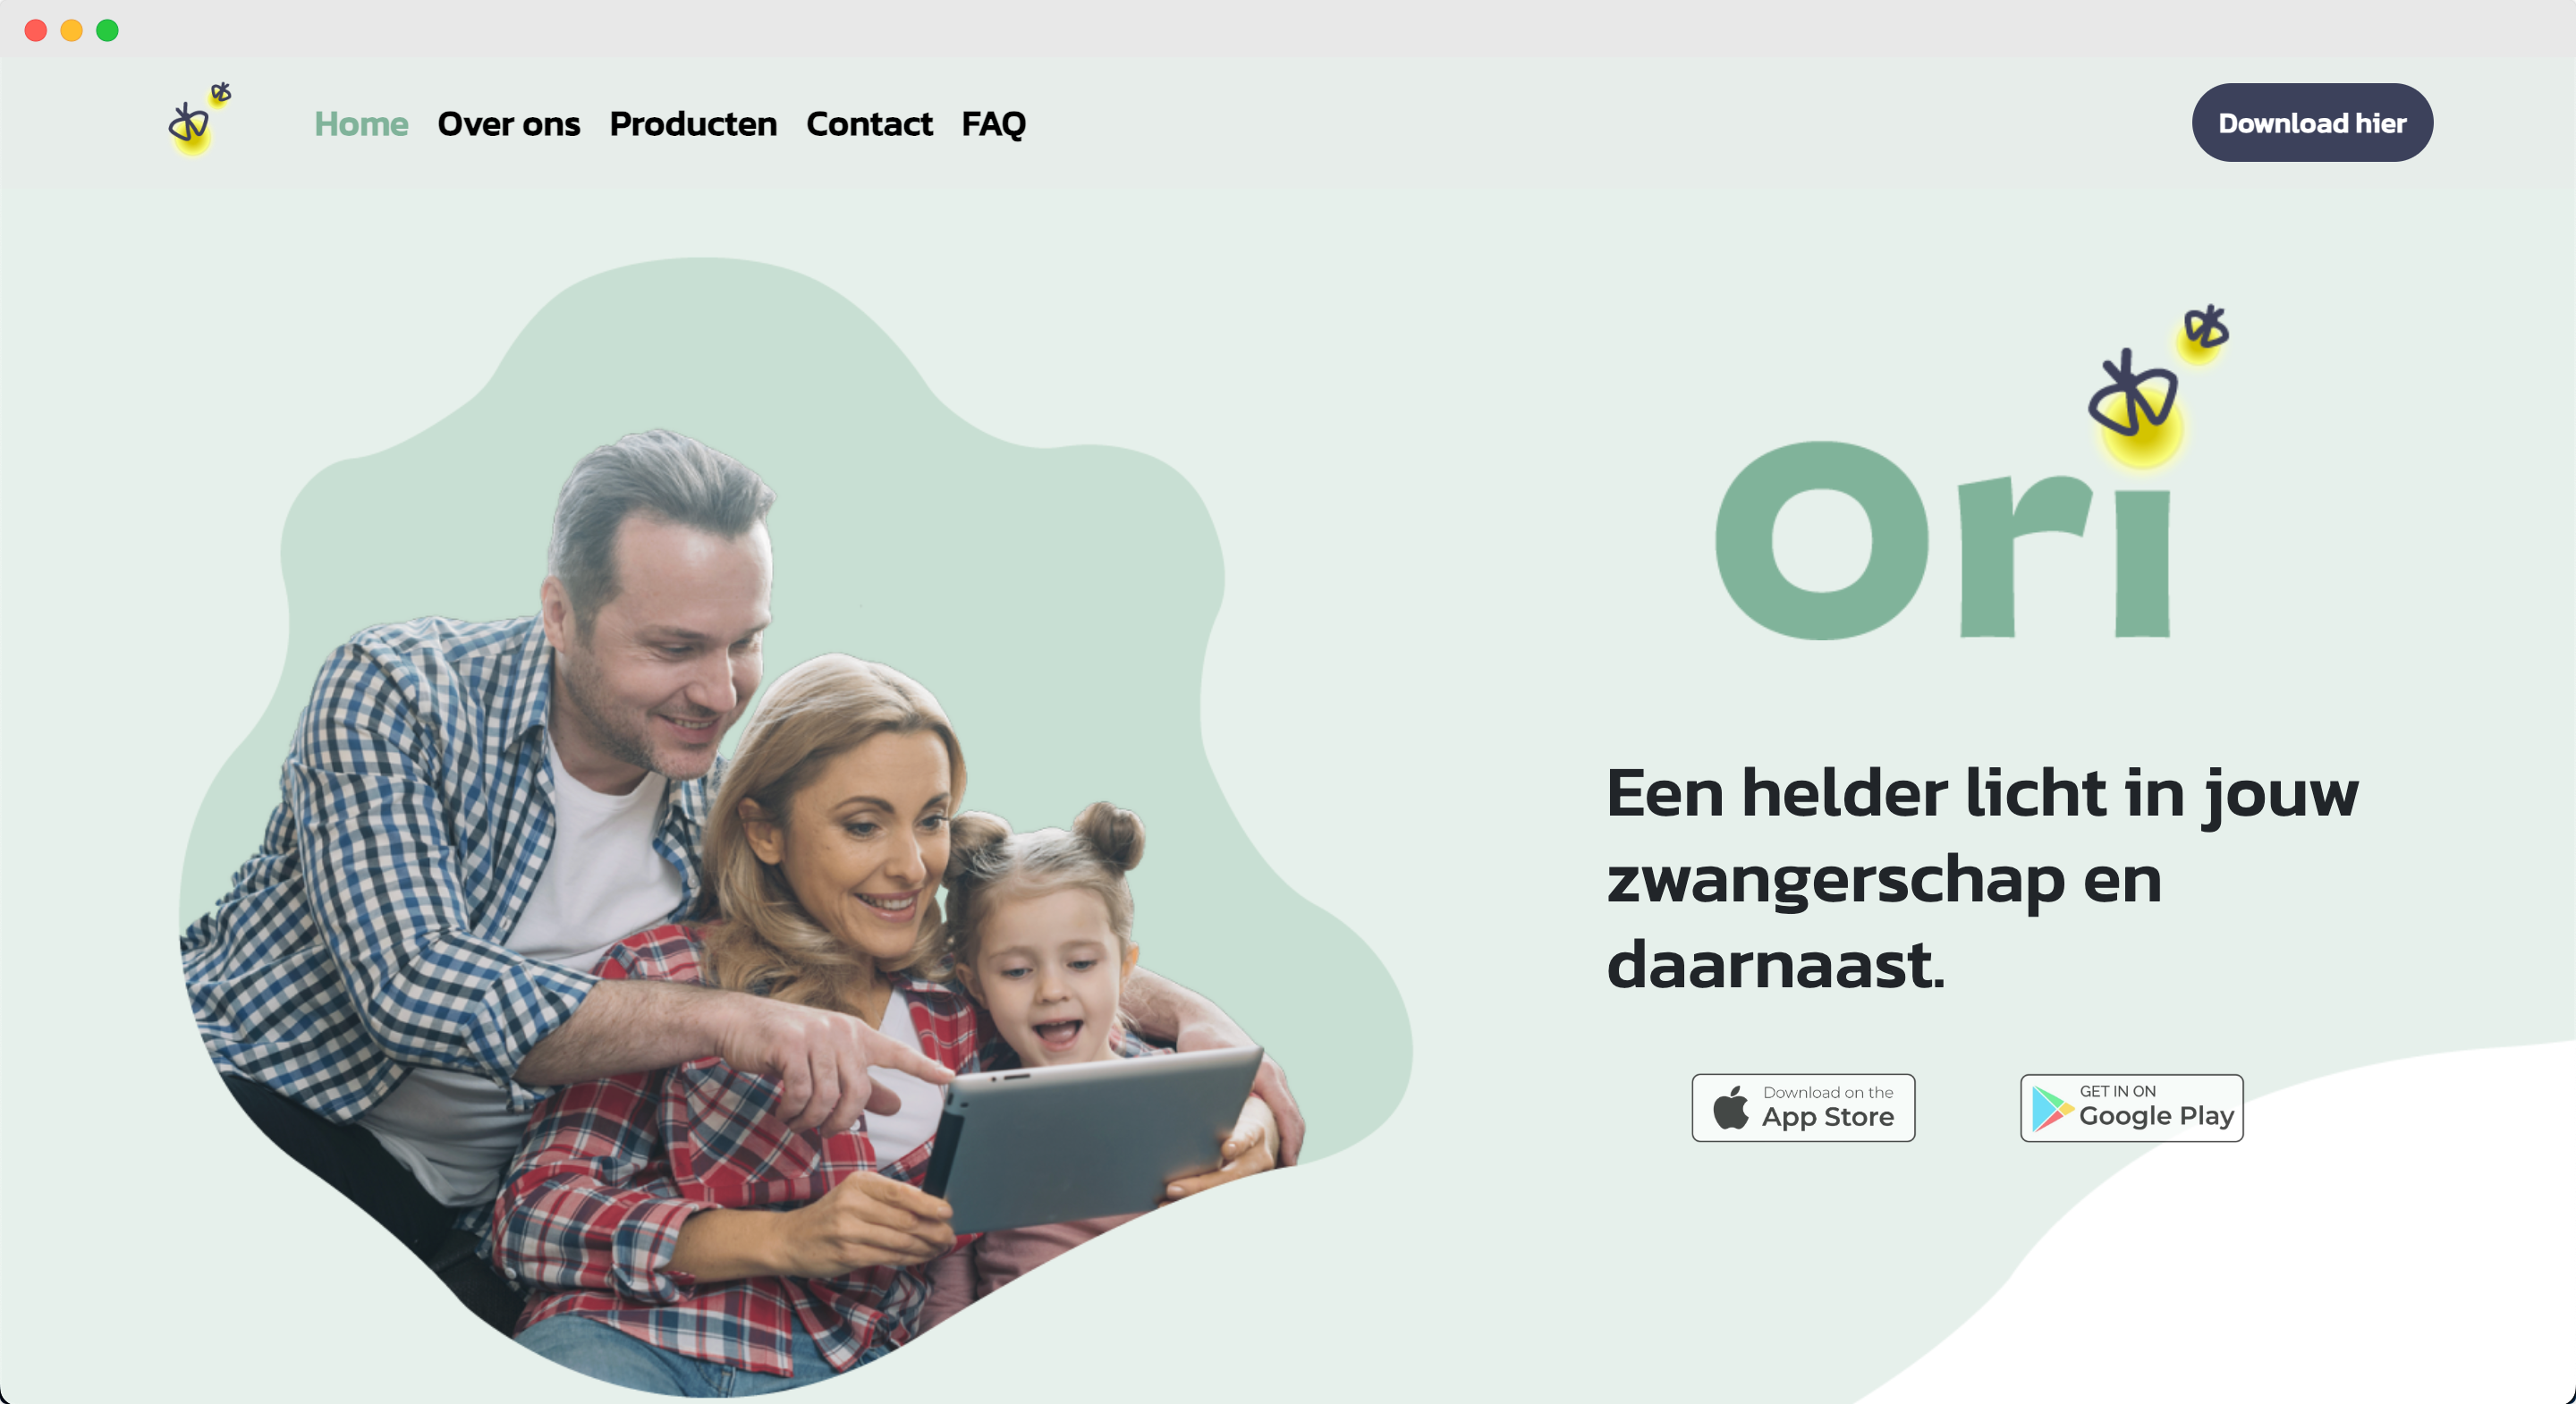 Home Over ons Producten Contact FAQ
Download hier
Ori
Een helder licht in jouw
zwangerschap en
daarnaast.
Download on the
App Store
GET IN ON
Google Play